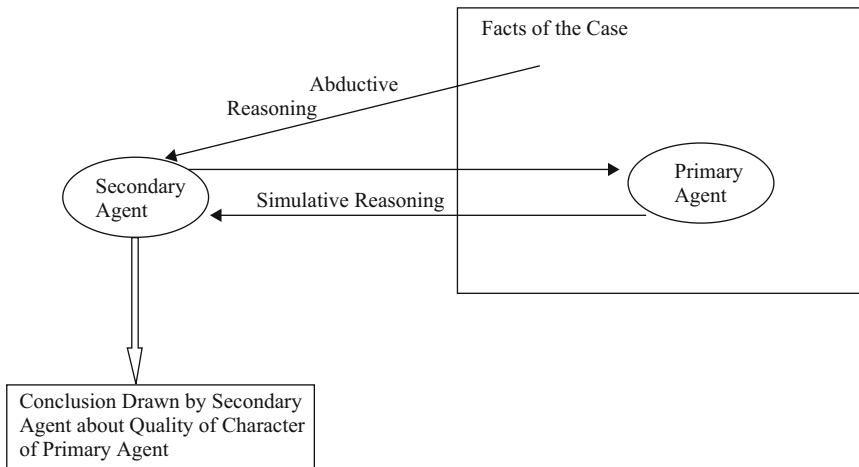 Facts of the Case
Abductive
Reasoning
Secondary
Agent
Primary
Agent
Simulative Reasoning
Conclusion Drawn by Secondary
Agent about Quality of Character
of Primary Agent